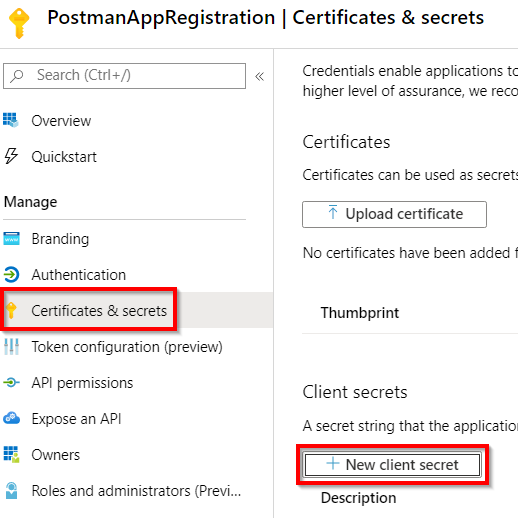 PostmanAppRegistration | Certificates & secrets
Search (Ctrl+/)
«
Overview
Quickstart
Manage
Branding
Authentication
Certificates & secrets
Token configuration (preview)
API permissions
Expose an API
Owners
Roles and administrators (Previ...
Credentials enable applications to
higher level of assurance, we reco
Certificates
Certificates can be used as secrets
Upload certificate
No certificates have been added f
Thumbprint
Client secrets
A secret string that the application
+ New client secret
Description